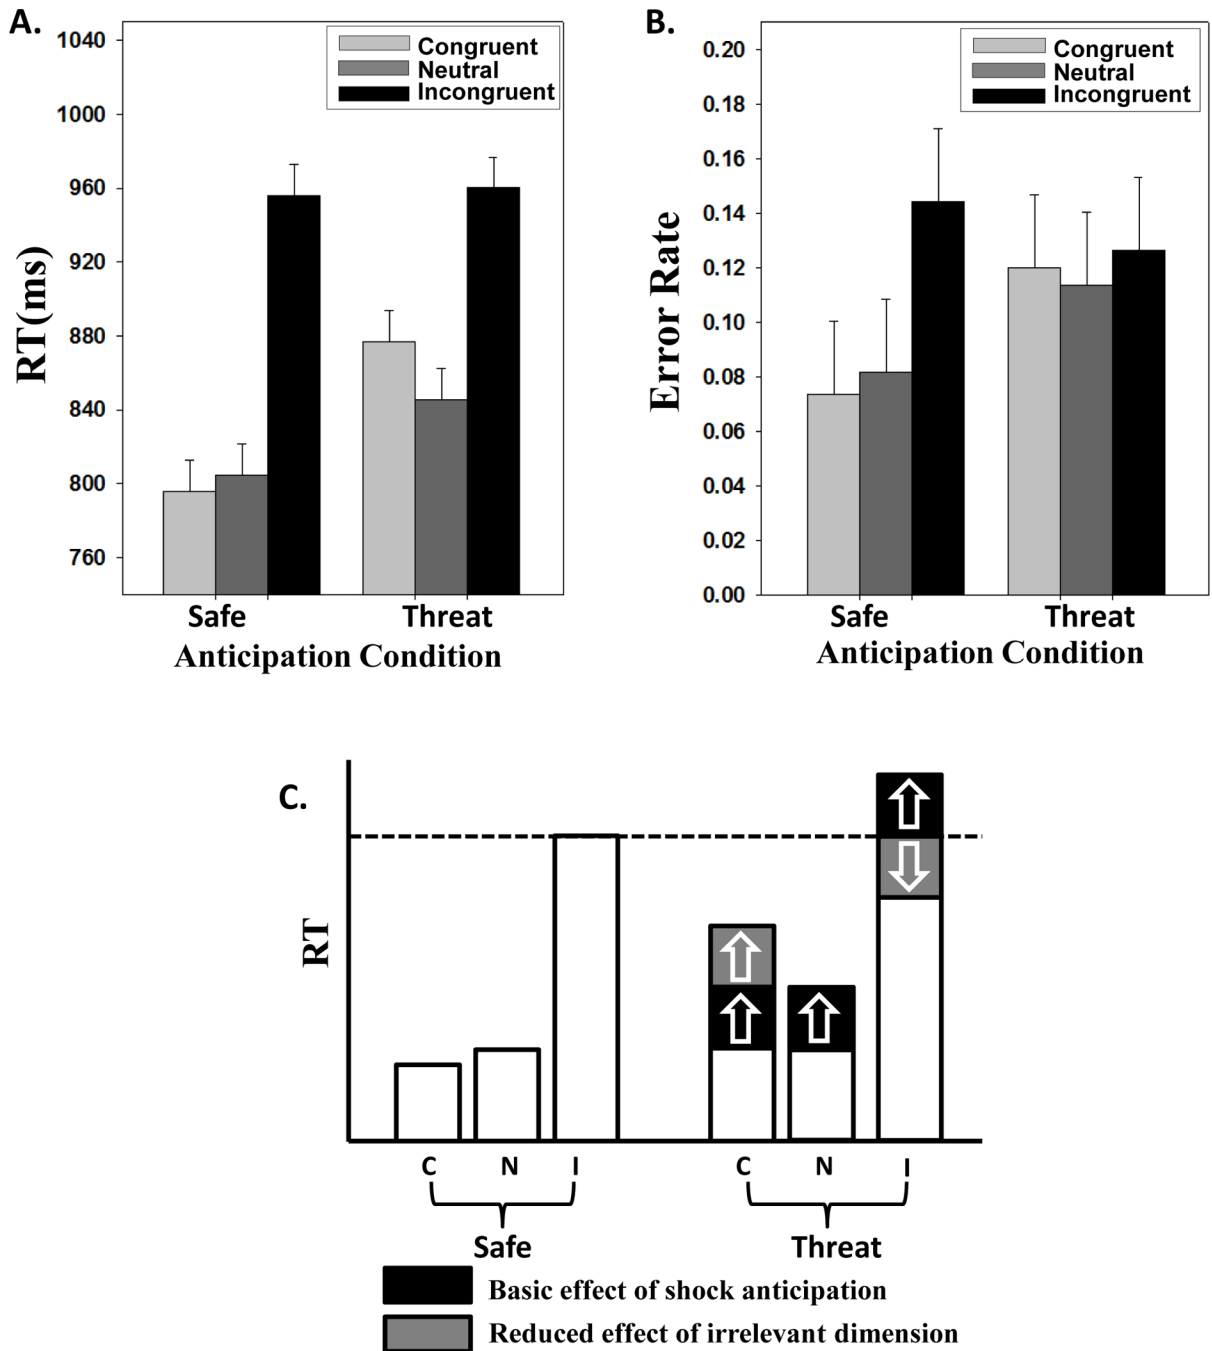 A.
1040
1000
960
920
880
840
800
760
RT(ms)
Congruent
Neutral
Incongruent
Safe Threat
Anticipation Condition
B.
0.20
0.18
0.16
0.14
0.12
0.10
0.08
0.06
0.04
0.02
0.00
Error Rate
Congruent
Neutral
Incongruent
Safe Threat
Anticipation Condition
C.
RT
C N I C N I
Safe Threat
Basic effect of shock anticipation
Reduced effect of irrelevant dimension